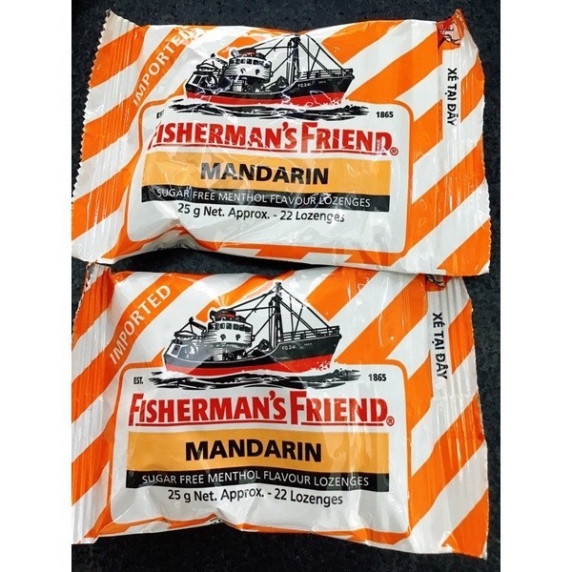 IMPORTED
1865
FISHERMAN'S FRIEND®
MANDARIN
SUGAR FREE MENTHOL FLAVOUR LOZENGES
25 g Net. Approx. - 22 Lozenges
XÉ TẠI ĐÂY
IMPORTED
EST. 1865
FISHERMAN'S FRIEND®
MANDARIN
SUGAR FREE MENTHOL FLAVOUR LOZENGES
25 g Net. Approx. - 22 Lozenges
XÉ TẠI ĐÂY